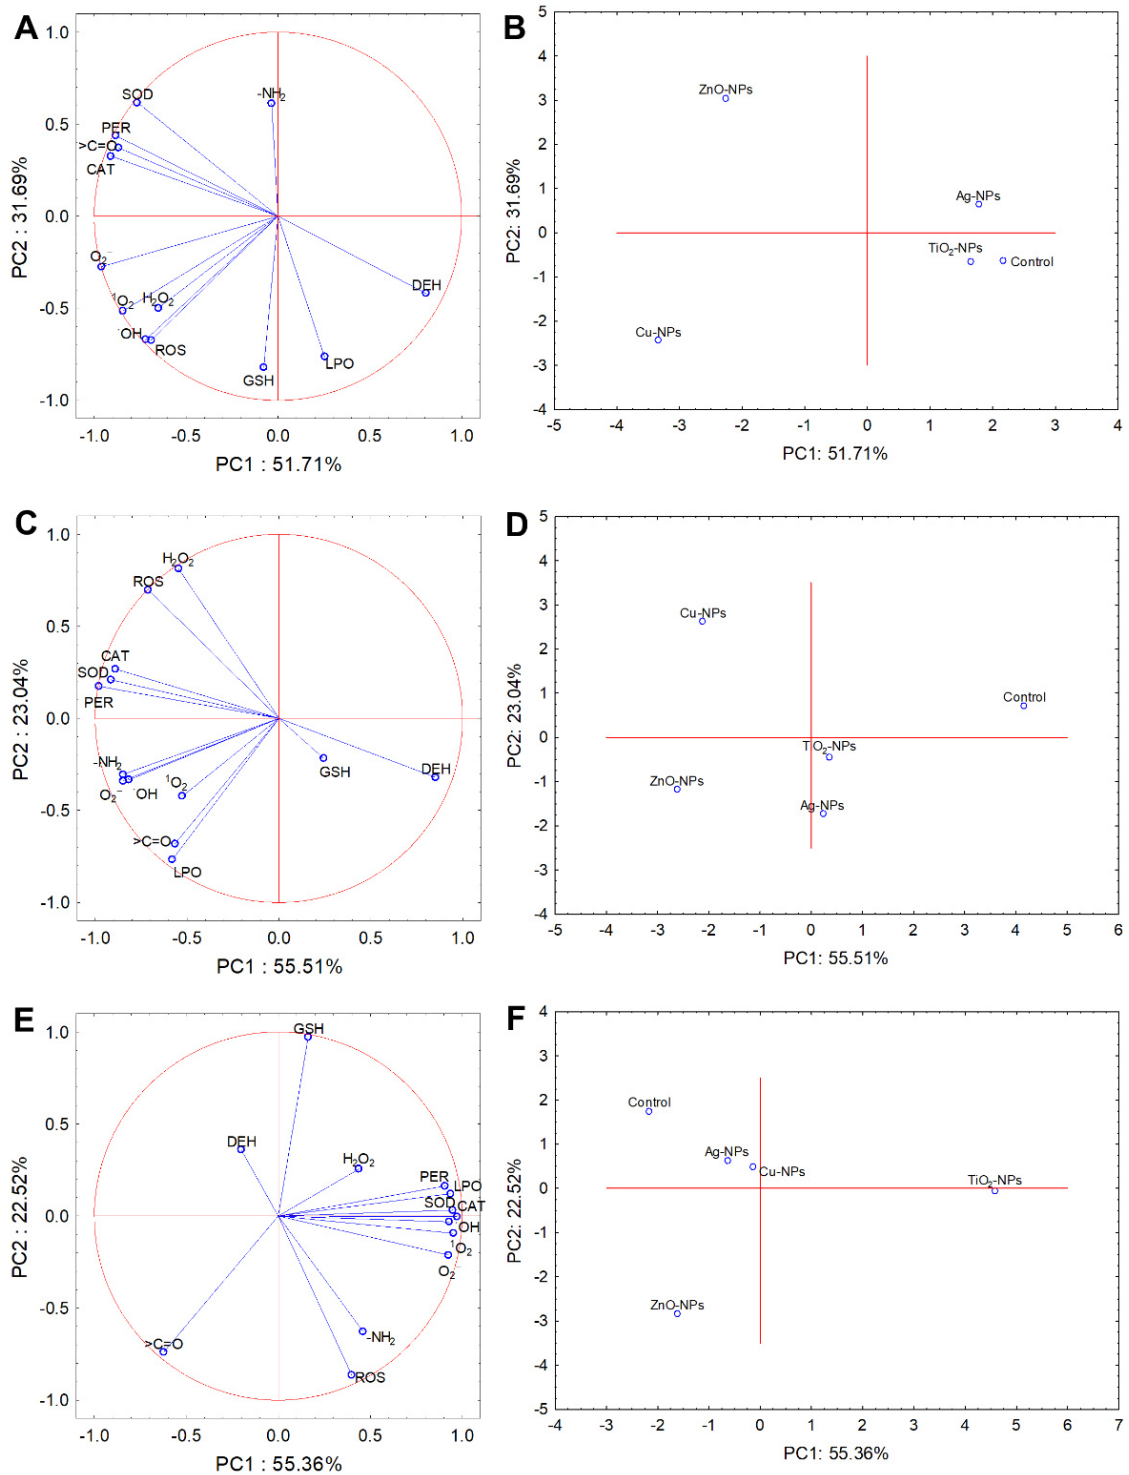 A
1.0
SOD
-NH₂
PER
>C=O
CAT
0.5
0.0
O₂⁻
¹O₂
H₂O₂
DEH
-0.5
OH
ROS
GSH
LPO
-1.0
-1.0 -0.5 0.0 0.5 1.0
PC1 : 51.71%
PC2 : 31.69%
B
5
4
3
2
1
0
-1
-2
-3
-4
ZnO-NPs
Ag-NPs
TiO₂-NPs
Control
Cu-NPs
-5 -4 -3 -2 -1 0 1 2 3 4
PC1: 51.71%
PC2: 31.69%
C
1.0
H₂O₂
ROS
0.5
CAT
SOD
PER
0.0
-NH₂
O₂⁻
·OH
¹O₂
GSH
DEH
-0.5
>C=O
LPO
-1.0
-1.0 -0.5 0.0 0.5 1.0
PC1 : 55.51%
PC2 : 23.04%
D
5
4
3
2
1
0
-1
-2
-3
-4
Cu-NPs
Control
TiO₂-NPs
ZnO-NPs
Ag-NPs
-5 -4 -3 -2 -1 0 1 2 3 4 5 6
PC1: 55.51%
PC2: 23.04%
E
1.0
GSH
0.5
DEH
H₂O₂
PER
LPO
SOD
CAT
0.0
OH
¹O₂
O₂
-0.5
-NH₂
>C=O
ROS
-1.0
-1.0 -0.5 0.0 0.5 1.0
PC1 : 55.36%
PC2 : 22.52%
F
4
3
2
1
0
-1
-2
-3
-4
-5
Control
Ag-NPs
Cu-NPs
TiO₂-NPs
ZnO-NPs
-4 -3 -2 -1 0 1 2 3 4 5 6 7
PC1: 55.36%
PC2: 22.52%